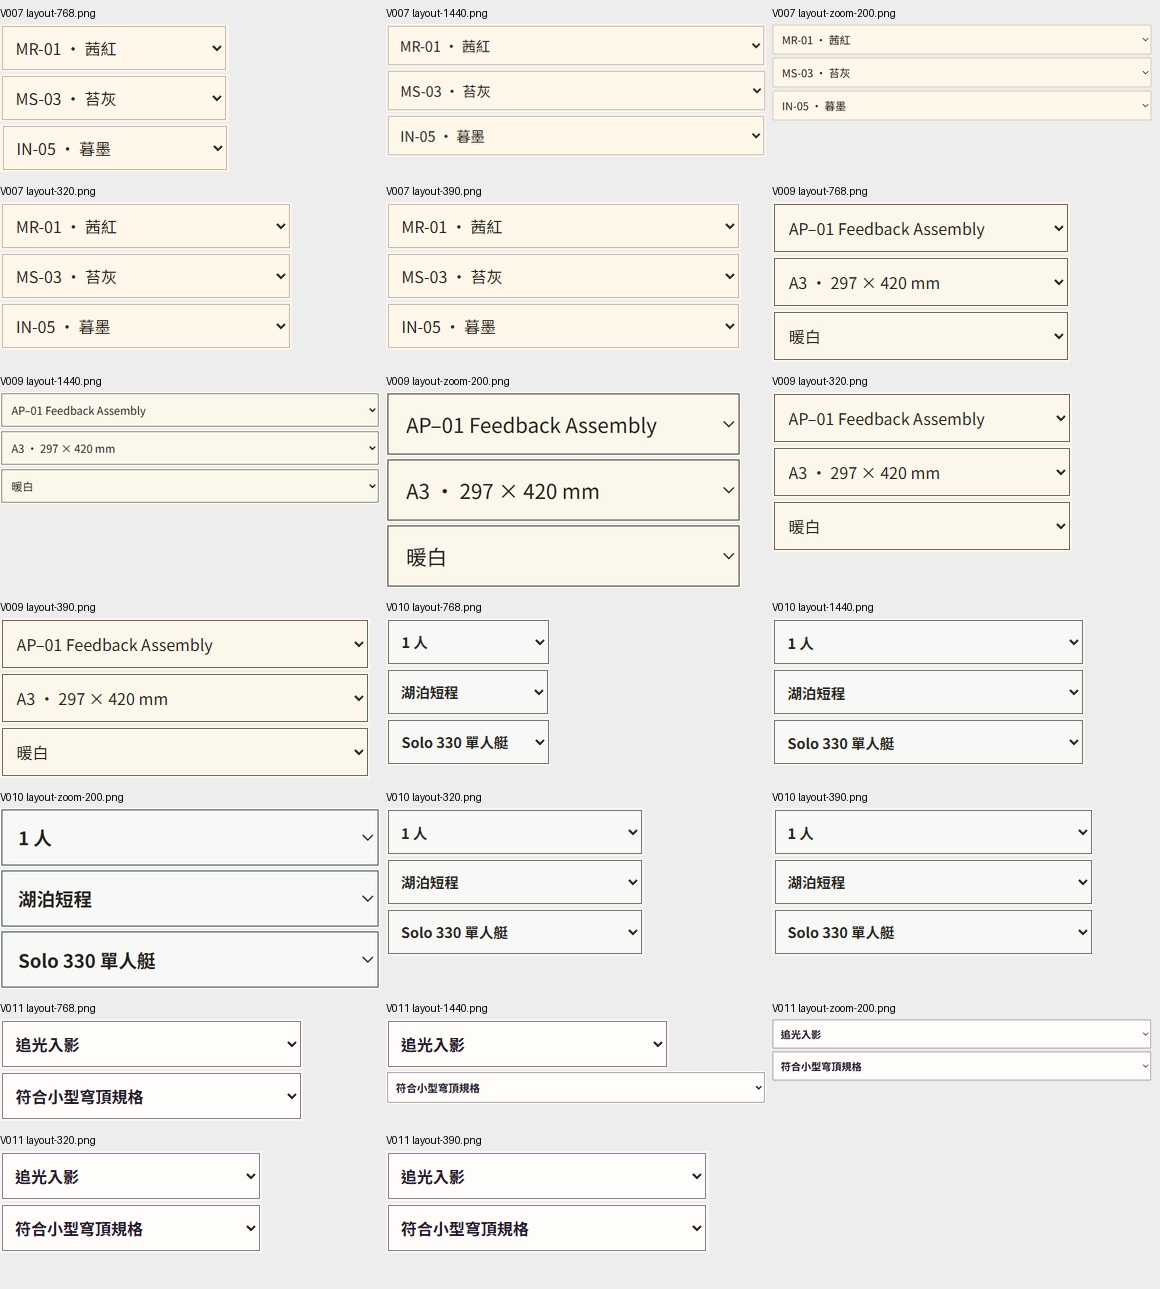 V007 layout-768.png
MR-01 • 茜紅
MS-03 • 苔灰
IN-05 • 暮墨
V007 layout-1440.png
MR-01 • 茜紅
MS-03 • 苔灰
IN-05 • 暮墨
V007 layout-zoom-200.png
MR-01 • 茜紅
MS-03 • 苔灰
IN-05 • 暮墨
V007 layout-320.png
MR-01 • 茜紅
MS-03 • 苔灰
IN-05 • 暮墨
V007 layout-390.png
MR-01 • 茜紅
MS-03 • 苔灰
IN-05 • 暮墨
V009 layout-768.png
AP–01 Feedback Assembly
A3 • 297 × 420 mm
暖白
V009 layout-1440.png
AP–01 Feedback Assembly
A3 • 297 × 420 mm
暖白
V009 layout-zoom-200.png
AP–01 Feedback Assembly
A3 • 297 × 420 mm
暖白
V009 layout-320.png
AP–01 Feedback Assembly
A3 • 297 × 420 mm
暖白
V009 layout-390.png
AP–01 Feedback Assembly
A3 • 297 × 420 mm
暖白
V010 layout-768.png
1 人
湖泊短程
Solo 330 單人艇
V010 layout-1440.png
1 人
湖泊短程
Solo 330 單人艇
V010 layout-zoom-200.png
1 人
湖泊短程
Solo 330 單人艇
V010 layout-320.png
1 人
湖泊短程
Solo 330 單人艇
V010 layout-390.png
1 人
湖泊短程
Solo 330 單人艇
V011 layout-768.png
追光入影
符合小型穹頂規格
V011 layout-1440.png
追光入影
符合小型穹頂規格
V011 layout-zoom-200.png
追光入影
符合小型穹頂規格
V011 layout-320.png
追光入影
符合小型穹頂規格
V011 layout-390.png
追光入影
符合小型穹頂規格